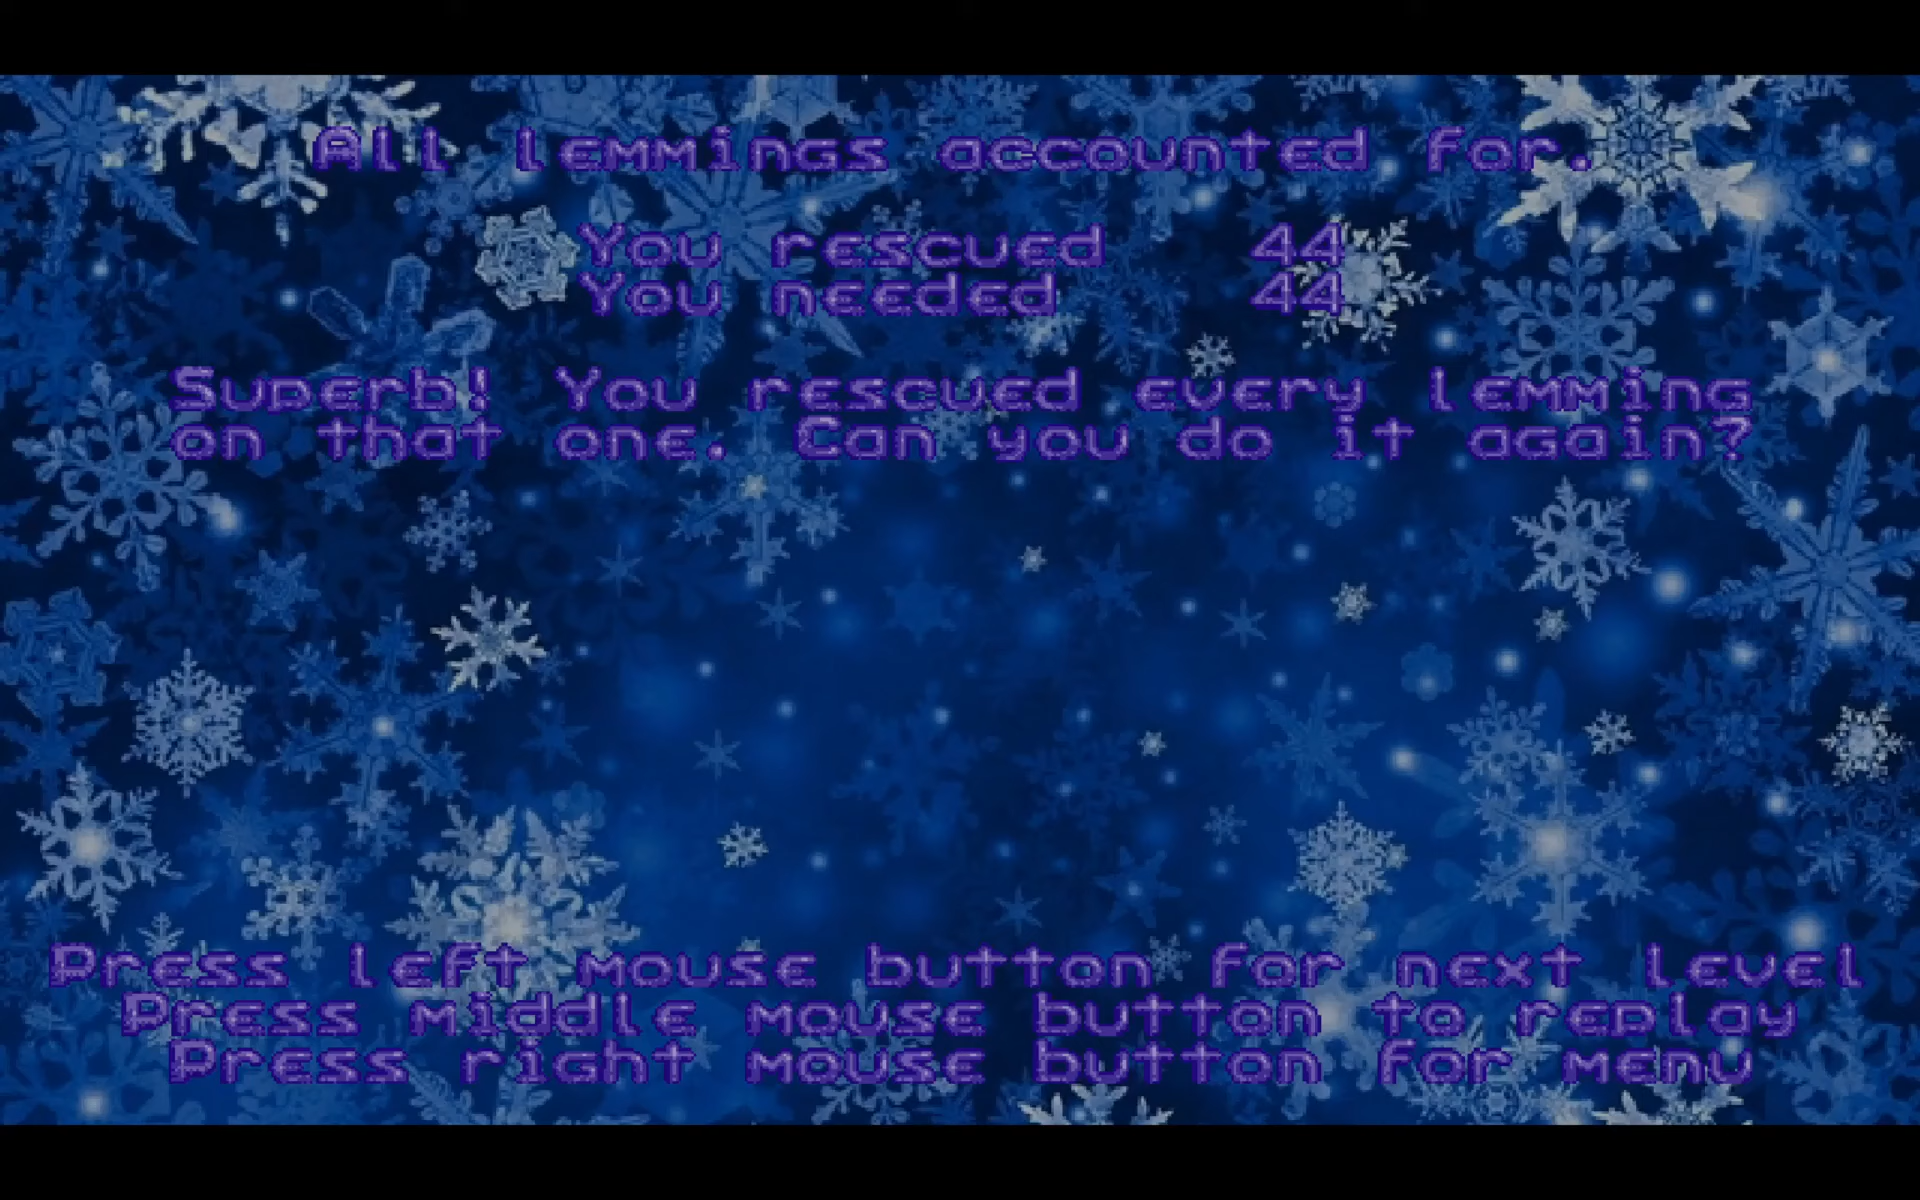 All lemmings accounted for.
You rescued 44
You needed 44
Superb! You rescued every lemming
on that one. Can you do it again?
Press left mouse button for next level
Press middle mouse button to replay
Press right mouse button for menu